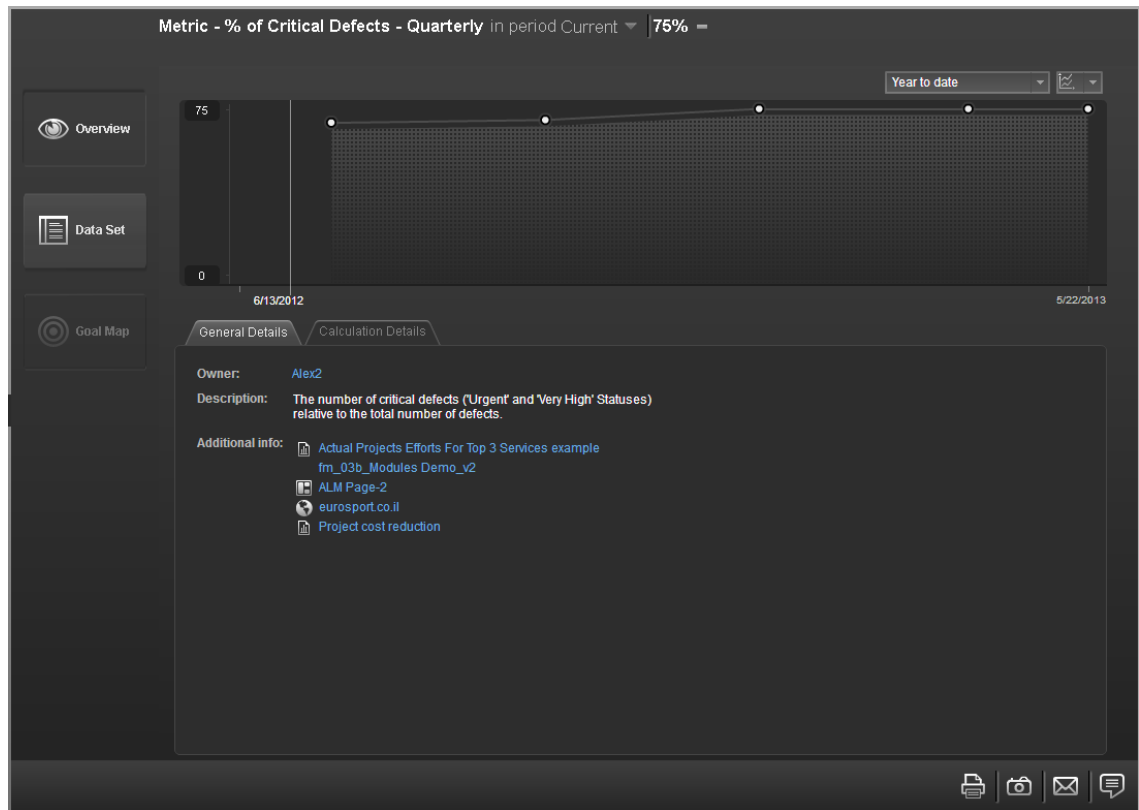 Metric - % of Critical Defects - Quarterly in period Current 75%
Year to date
Overview
Data Set
Goal Map
75
0
6/13/2012
5/22/2013
General Details
Calculation Details
Owner: Alex2
Description: The number of critical defects ('Urgent' and 'Very High' Statuses)
relative to the total number of defects.
Additional info: Actual Projects Efforts For Top 3 Services example
fm_03b_Modules Demo_v2
ALM Page-2
eurosport.co.il
Project cost reduction